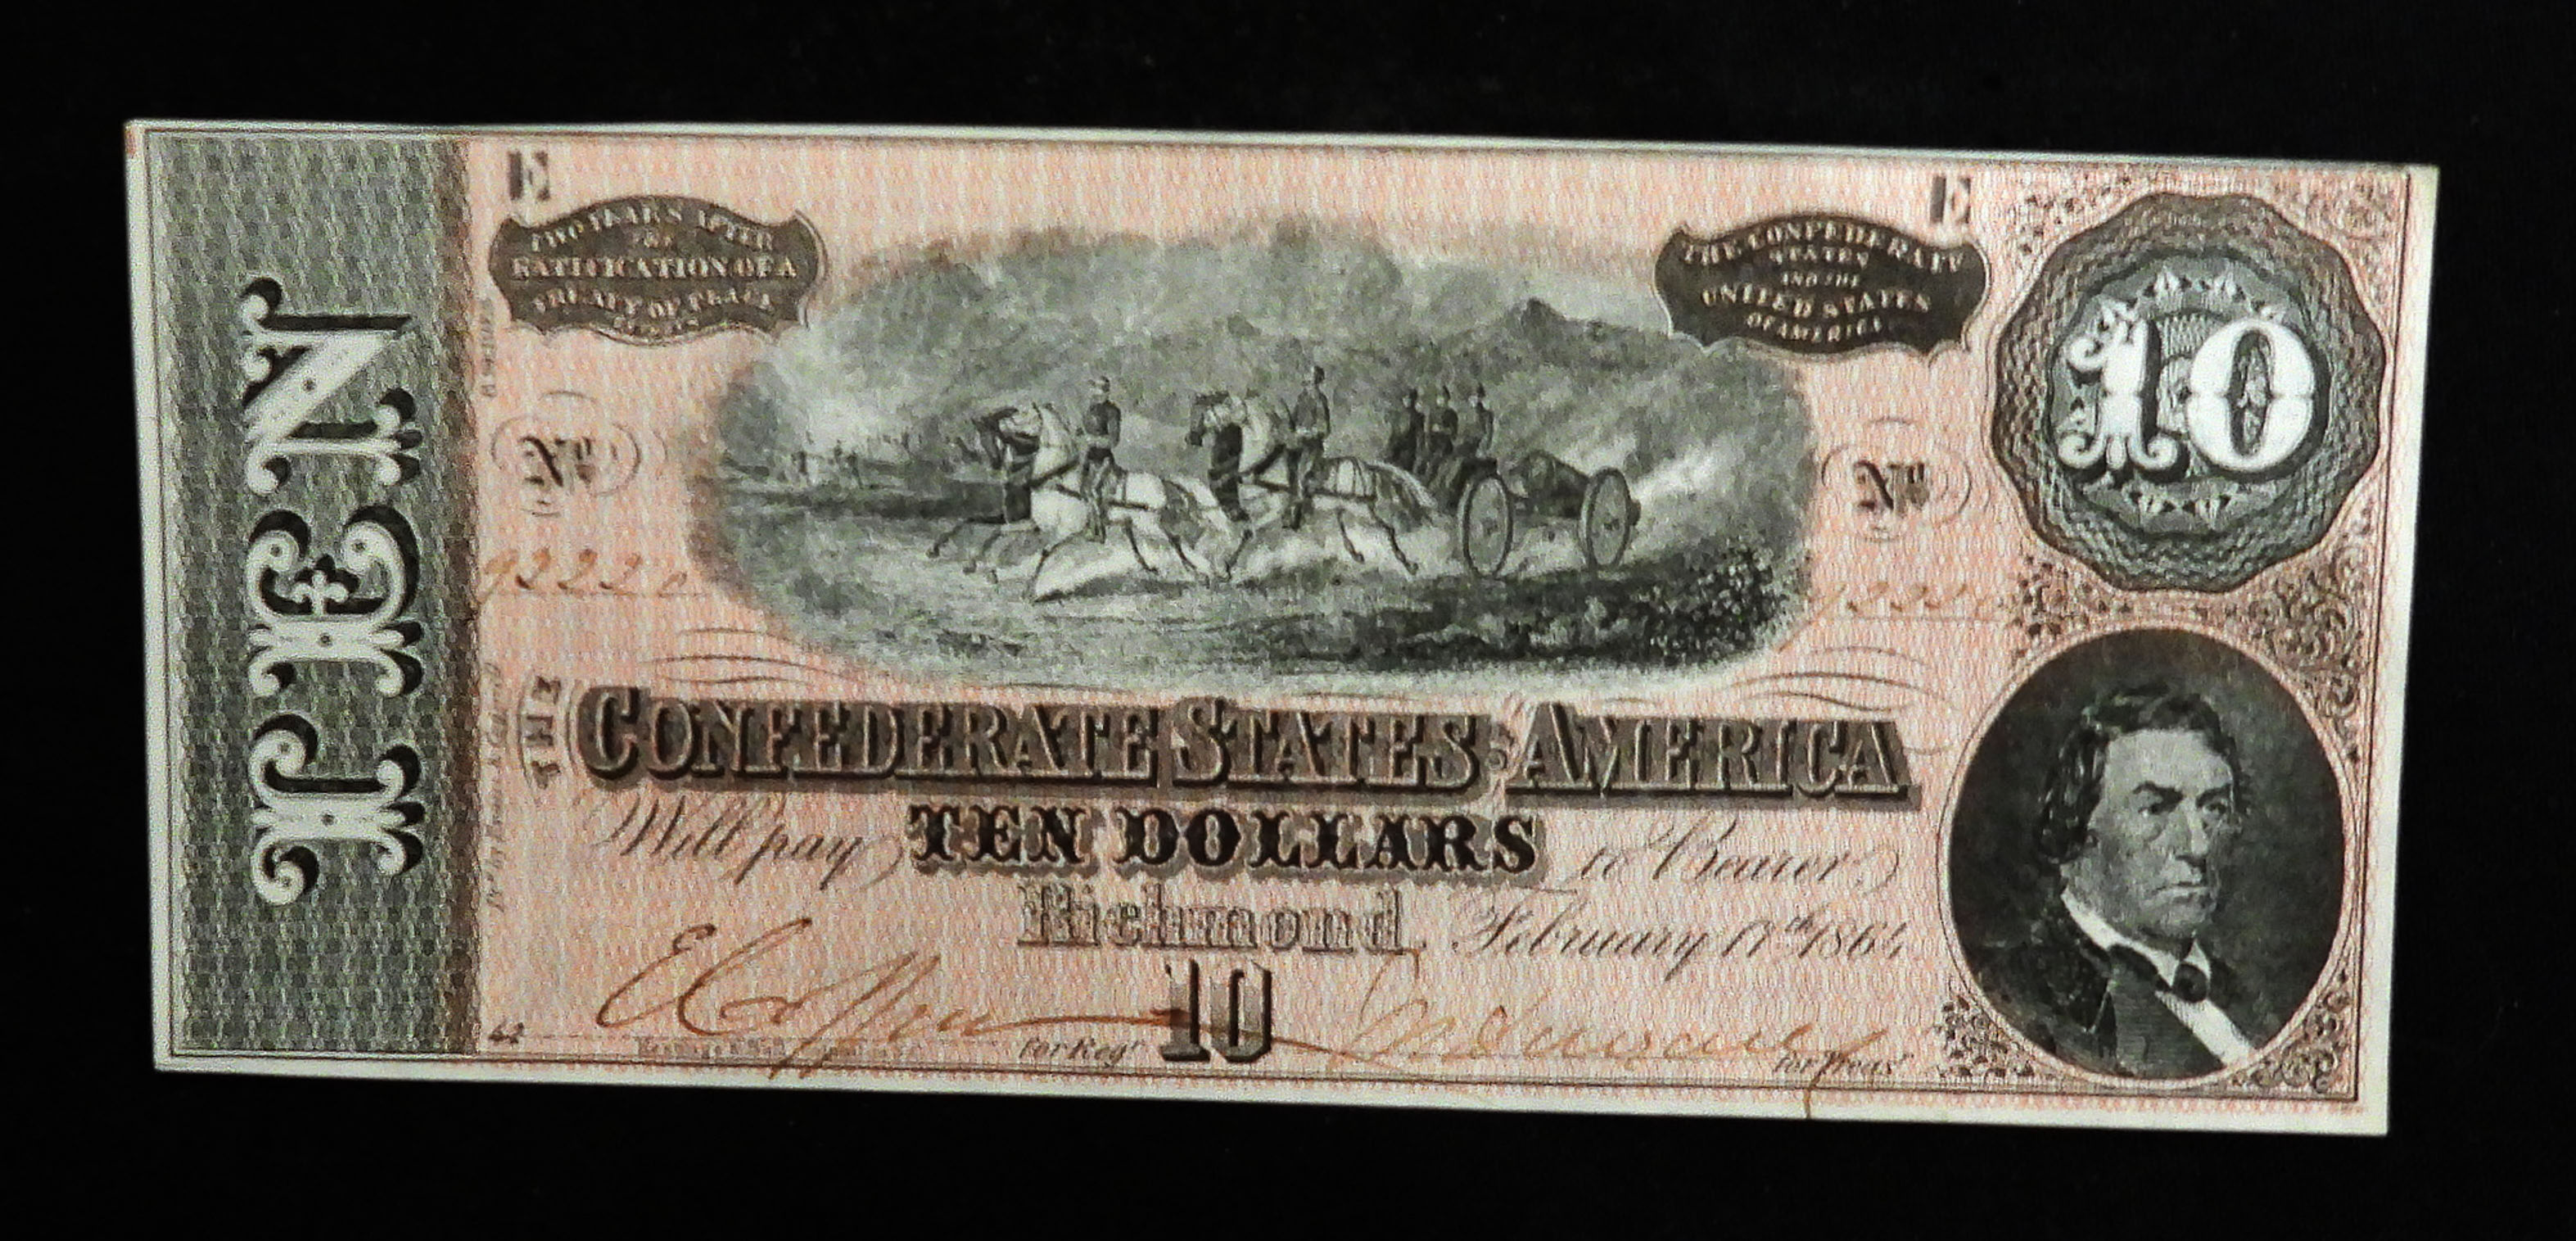 TEN
E
E
TWO YEARS AFTER
THE
RATIFICATION OF A
TREATY OF PEACE
THE CONFEDERATE
STATES
AND THE
UNITED STATES
OF AMERICA
10
No
No
THE
CONFEDERATE STATES OF AMERICA
Will pay TEN DOLLARS to Bearer
Richmond February 17th 1864
10
for Regr
for Treasr